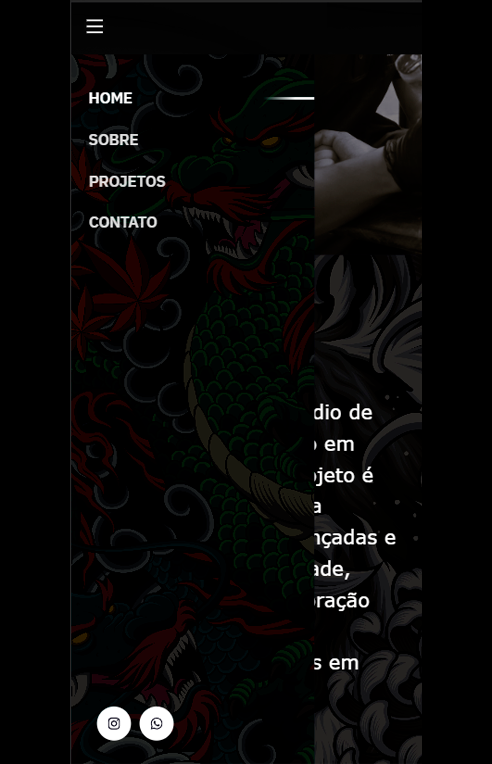 HOME
SOBRE
PROJETOS
CONTATO
dio de
em
ojeto é
a
nçadas e
ade,
oração
s em